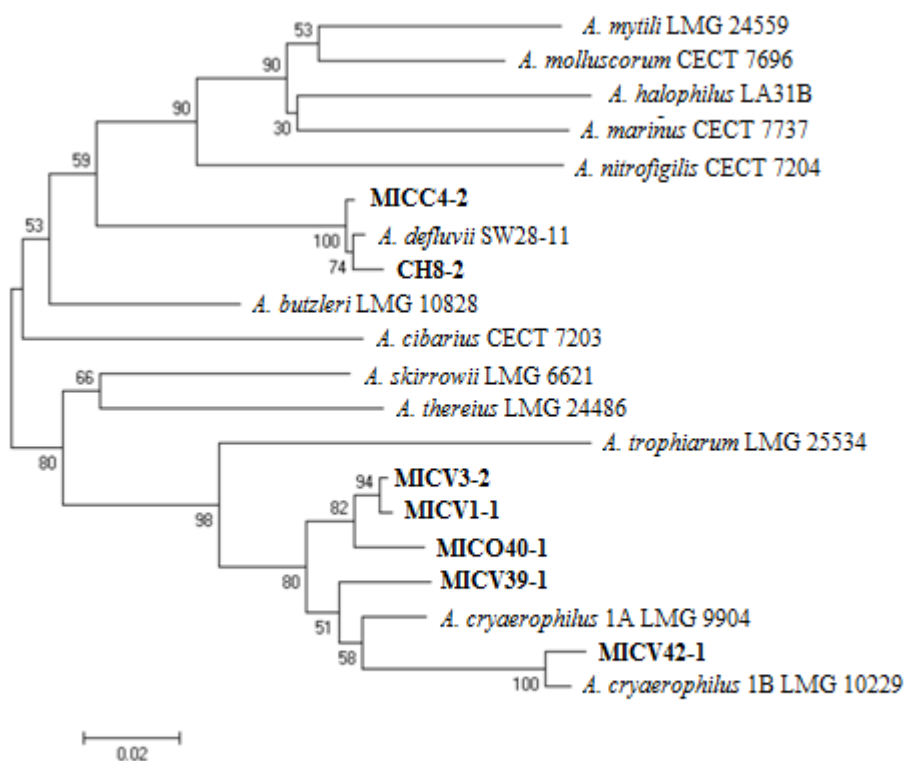 53
A. mytili LMG 24559
90
A. molluscorum CECT 7696
90
A. halophilus LA31B
30
A. marinus CECT 7737
59
A. nitrofigilis CECT 7204
MICC4-2
53
100
A. defluvii SW28-11
74
CH8-2
A. butzleri LMG 10828
A. cibarius CECT 7203
66
A. skirrowii LMG 6621
A. thereius LMG 24486
80
A. trophiarum LMG 25534
94
MICV3-2
82
MICV1-1
98
MICO40-1
80
MICV39-1
51
A. cryaerophilus 1A LMG 9904
58
MICV42-1
100
A. cryaerophilus 1B LMG 10229
0.02